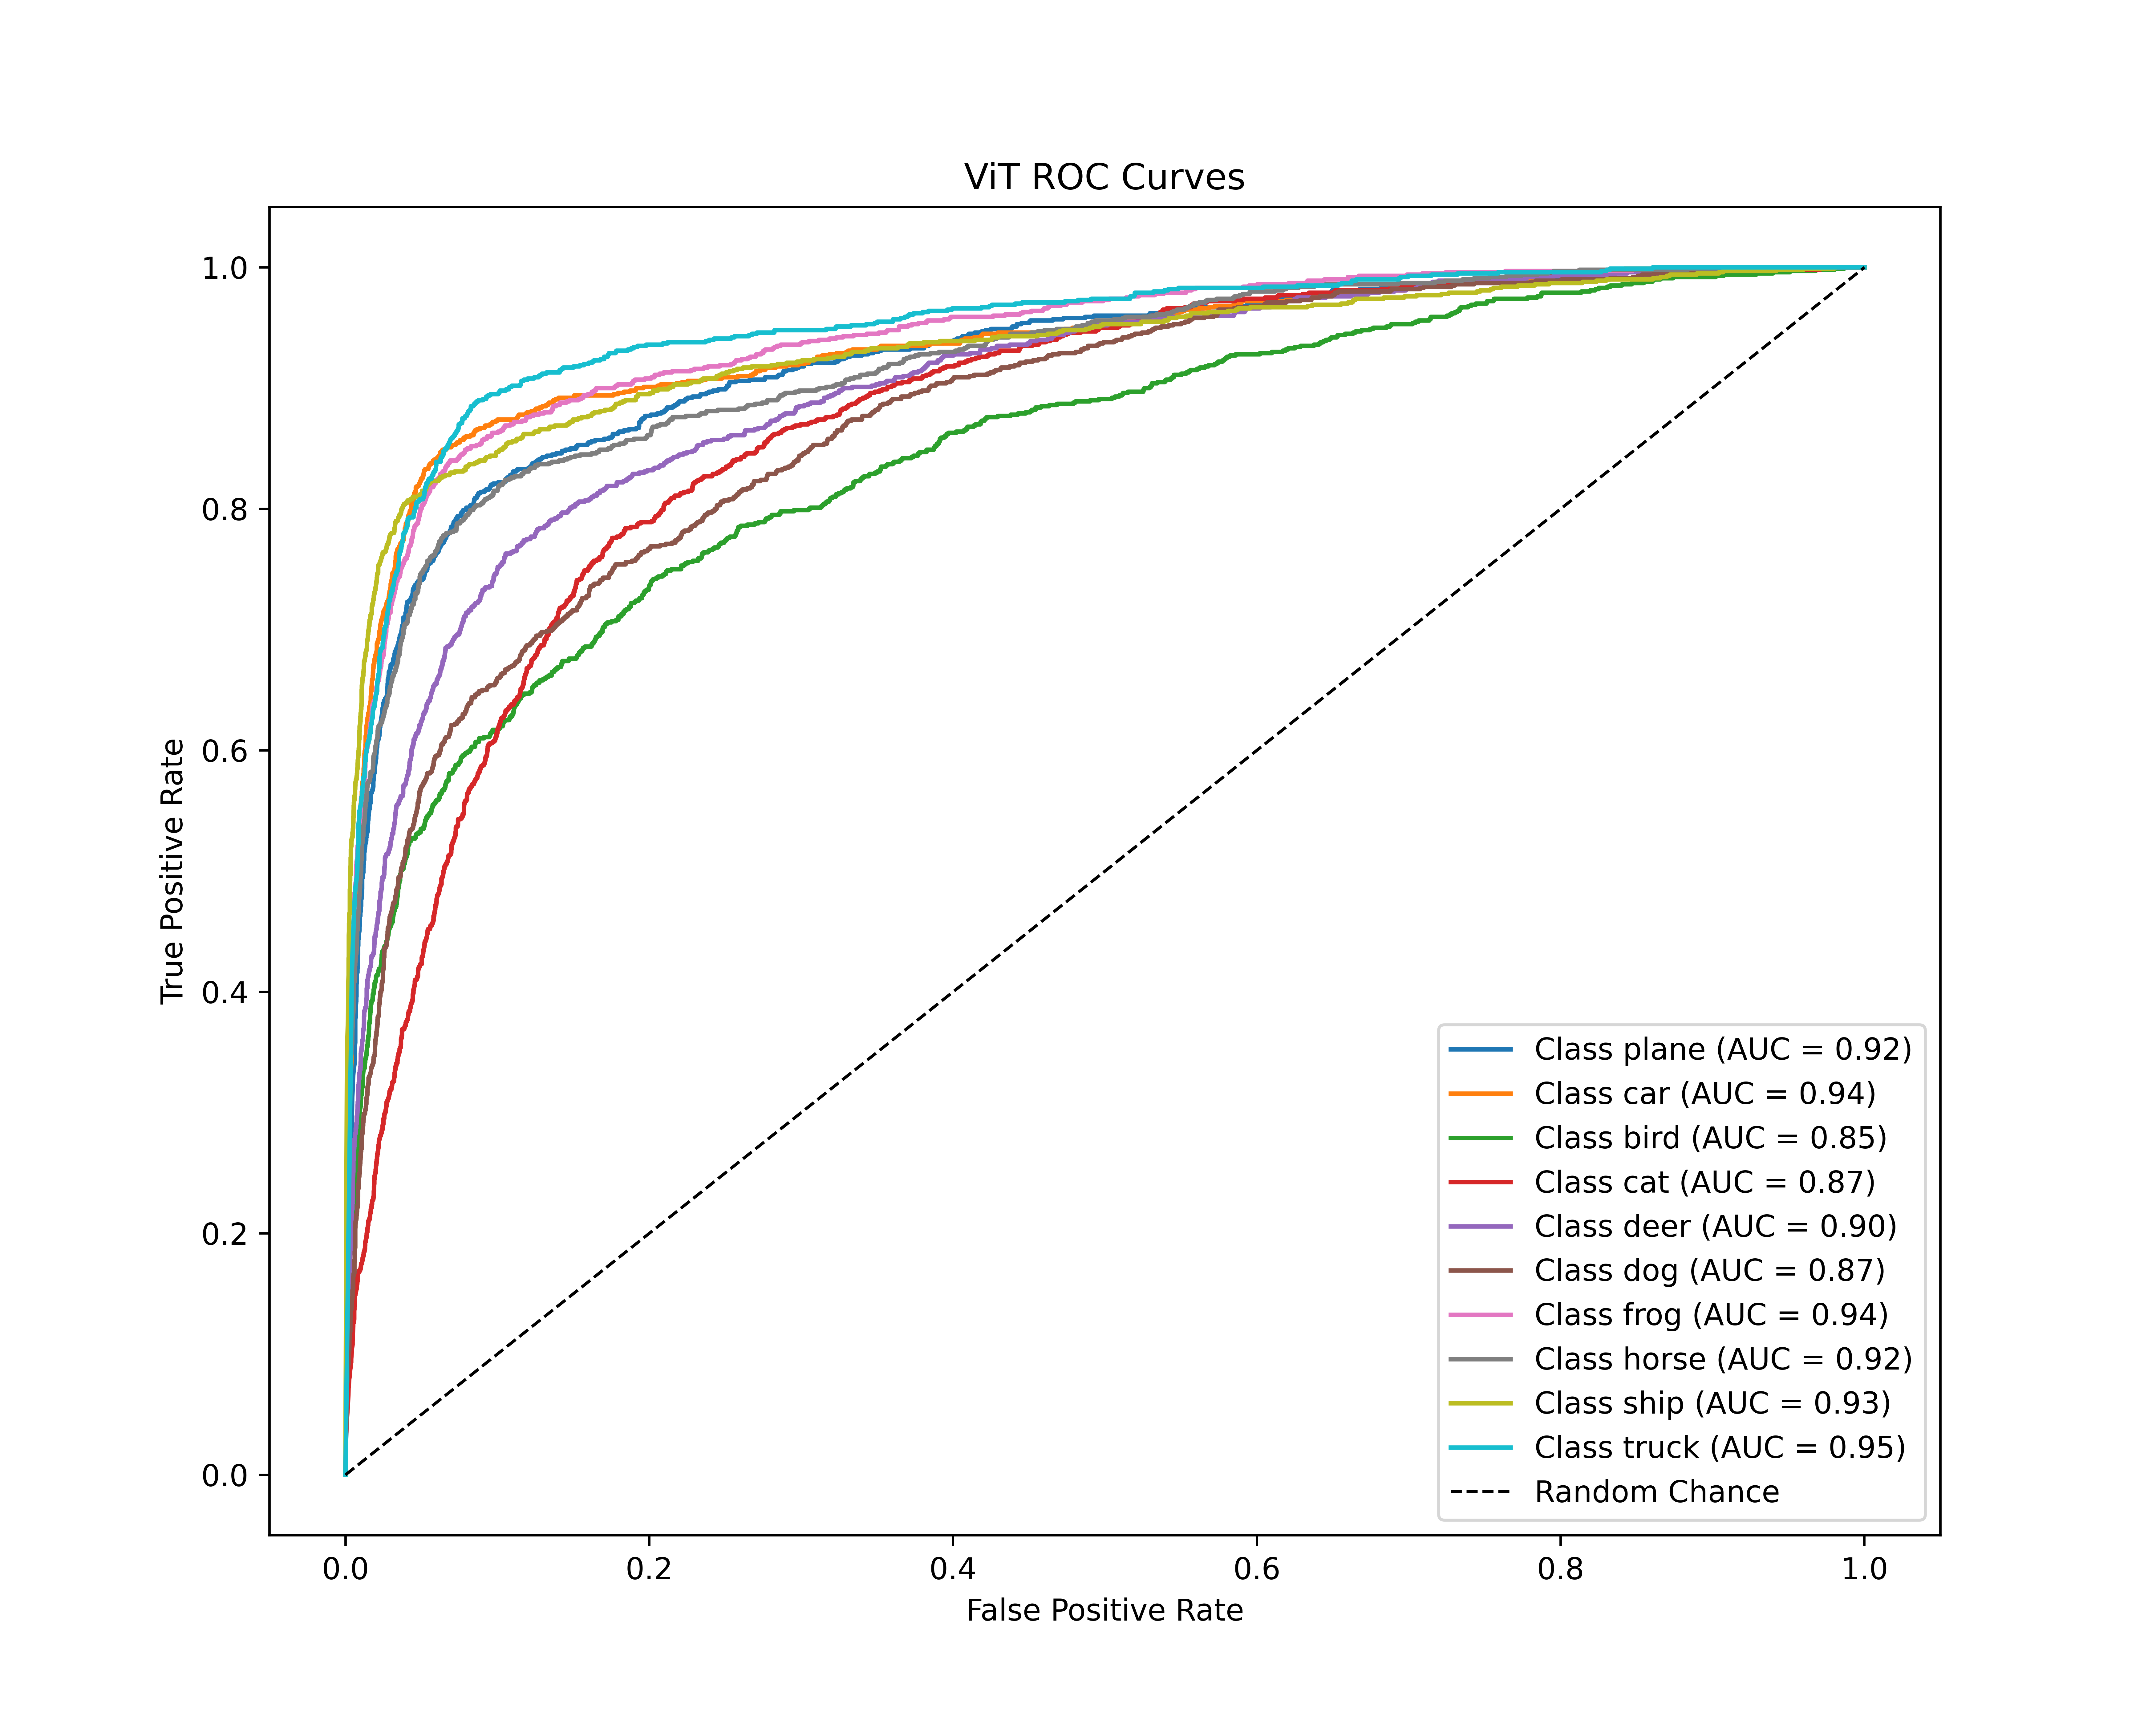 ViT ROC Curves
1.0
0.8
0.6
0.4
0.2
0.0
True Positive Rate
0.0 0.2 0.4 0.6 0.8 1.0
False Positive Rate
Class plane (AUC = 0.92)
Class car (AUC = 0.94)
Class bird (AUC = 0.85)
Class cat (AUC = 0.87)
Class deer (AUC = 0.90)
Class dog (AUC = 0.87)
Class frog (AUC = 0.94)
Class horse (AUC = 0.92)
Class ship (AUC = 0.93)
Class truck (AUC = 0.95)
Random Chance